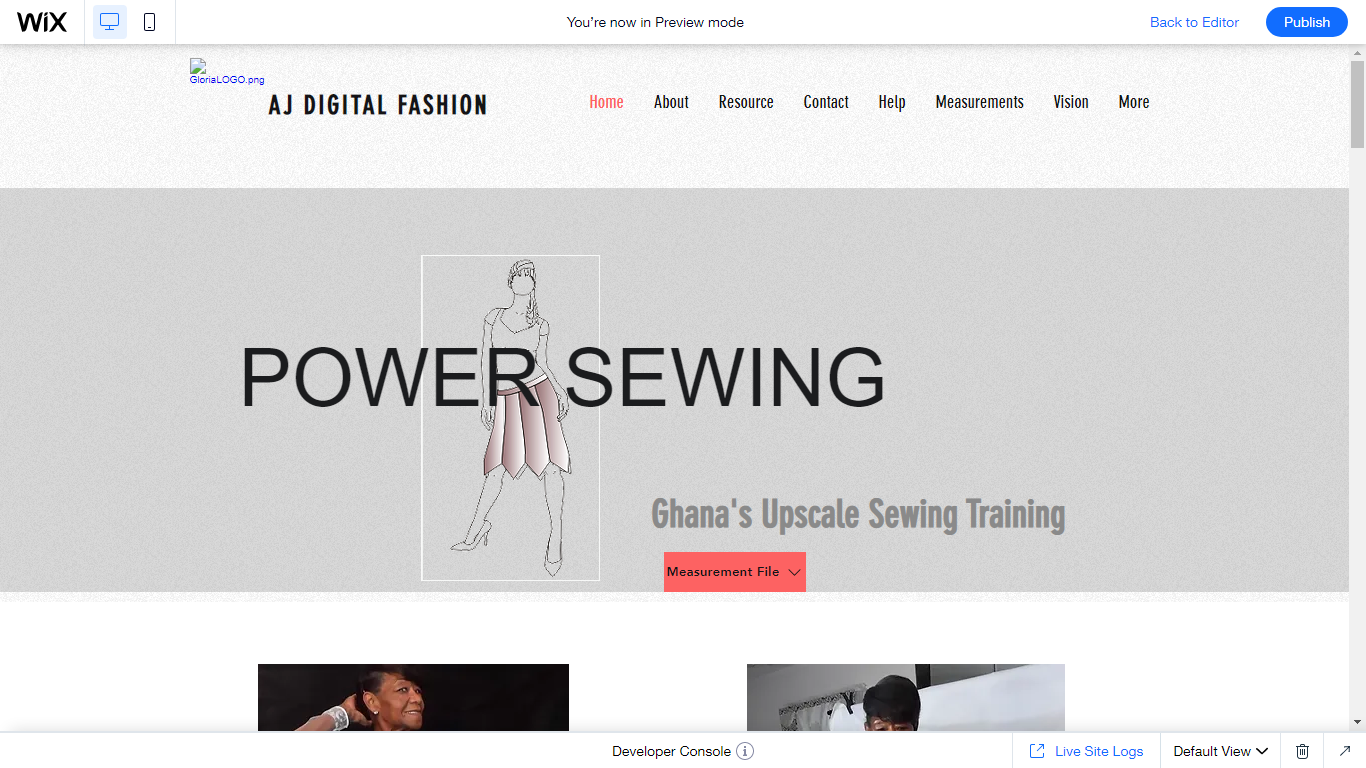 WiX
You're now in Preview mode
Back to Editor
Publish
GloriaLOGO.png
AJ DIGITAL FASHION
Home About Resource Contact Help Measurements Vision More
POWER SEWING
Ghana's Upscale Sewing Training
Measurement File
Developer Console
Live Site Logs
Default View